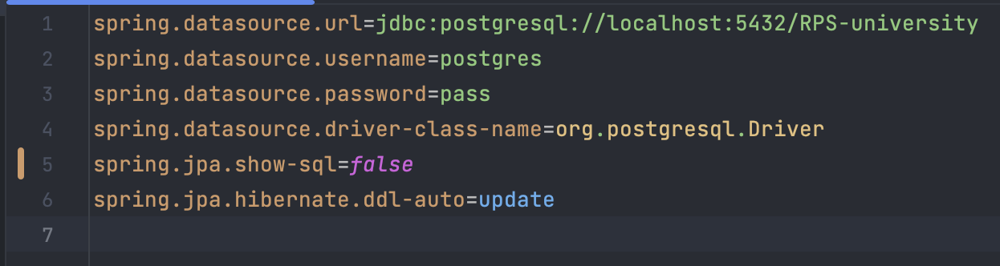 1 spring.datasource.url=jdbc:postgresql://localhost:5432/RPS-university
2 spring.datasource.username=postgres
3 spring.datasource.password=pass
4 spring.datasource.driver-class-name=org.postgresql.Driver
5 spring.jpa.show-sql=false
6 spring.jpa.hibernate.ddl-auto=update
7